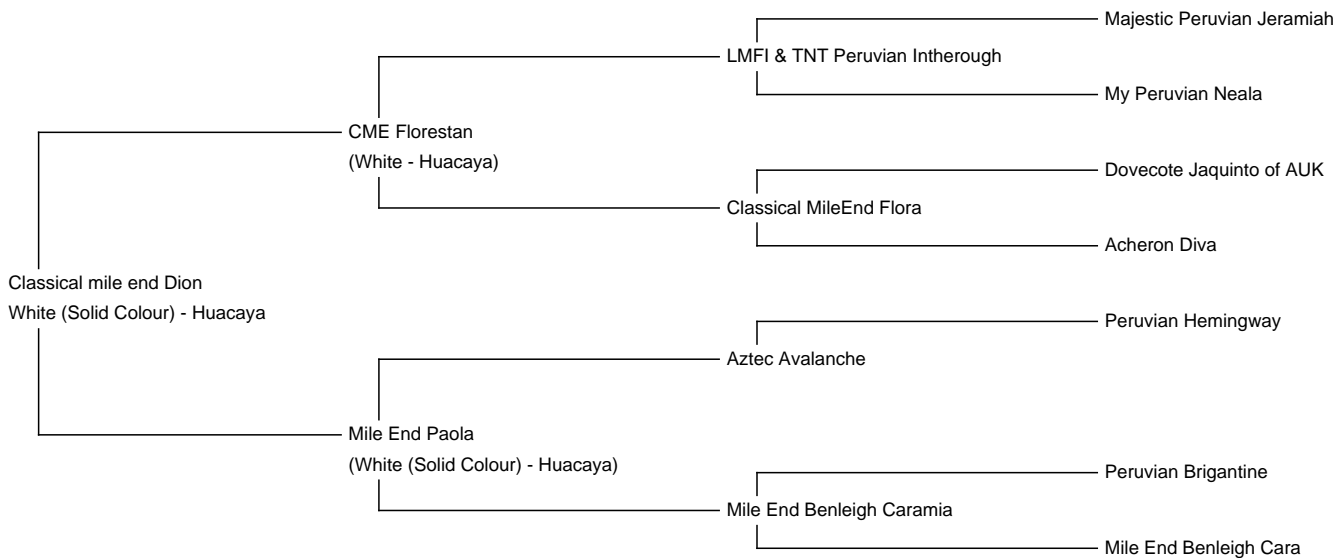 Majestic Peruvian Jeramiah
LMFI & TNT Peruvian Intherough
My Peruvian Neala
CME Florestan
(White - Huacaya)
Dovecote Jaquinto of AUK
Classical MileEnd Flora
Acheron Diva
Classical mile end Dion
White (Solid Colour) - Huacaya
Peruvian Hemingway
Aztec Avalanche
Mile End Paola
(White (Solid Colour) - Huacaya)
Peruvian Brigantine
Mile End Benleigh Caramia
Mile End Benleigh Cara